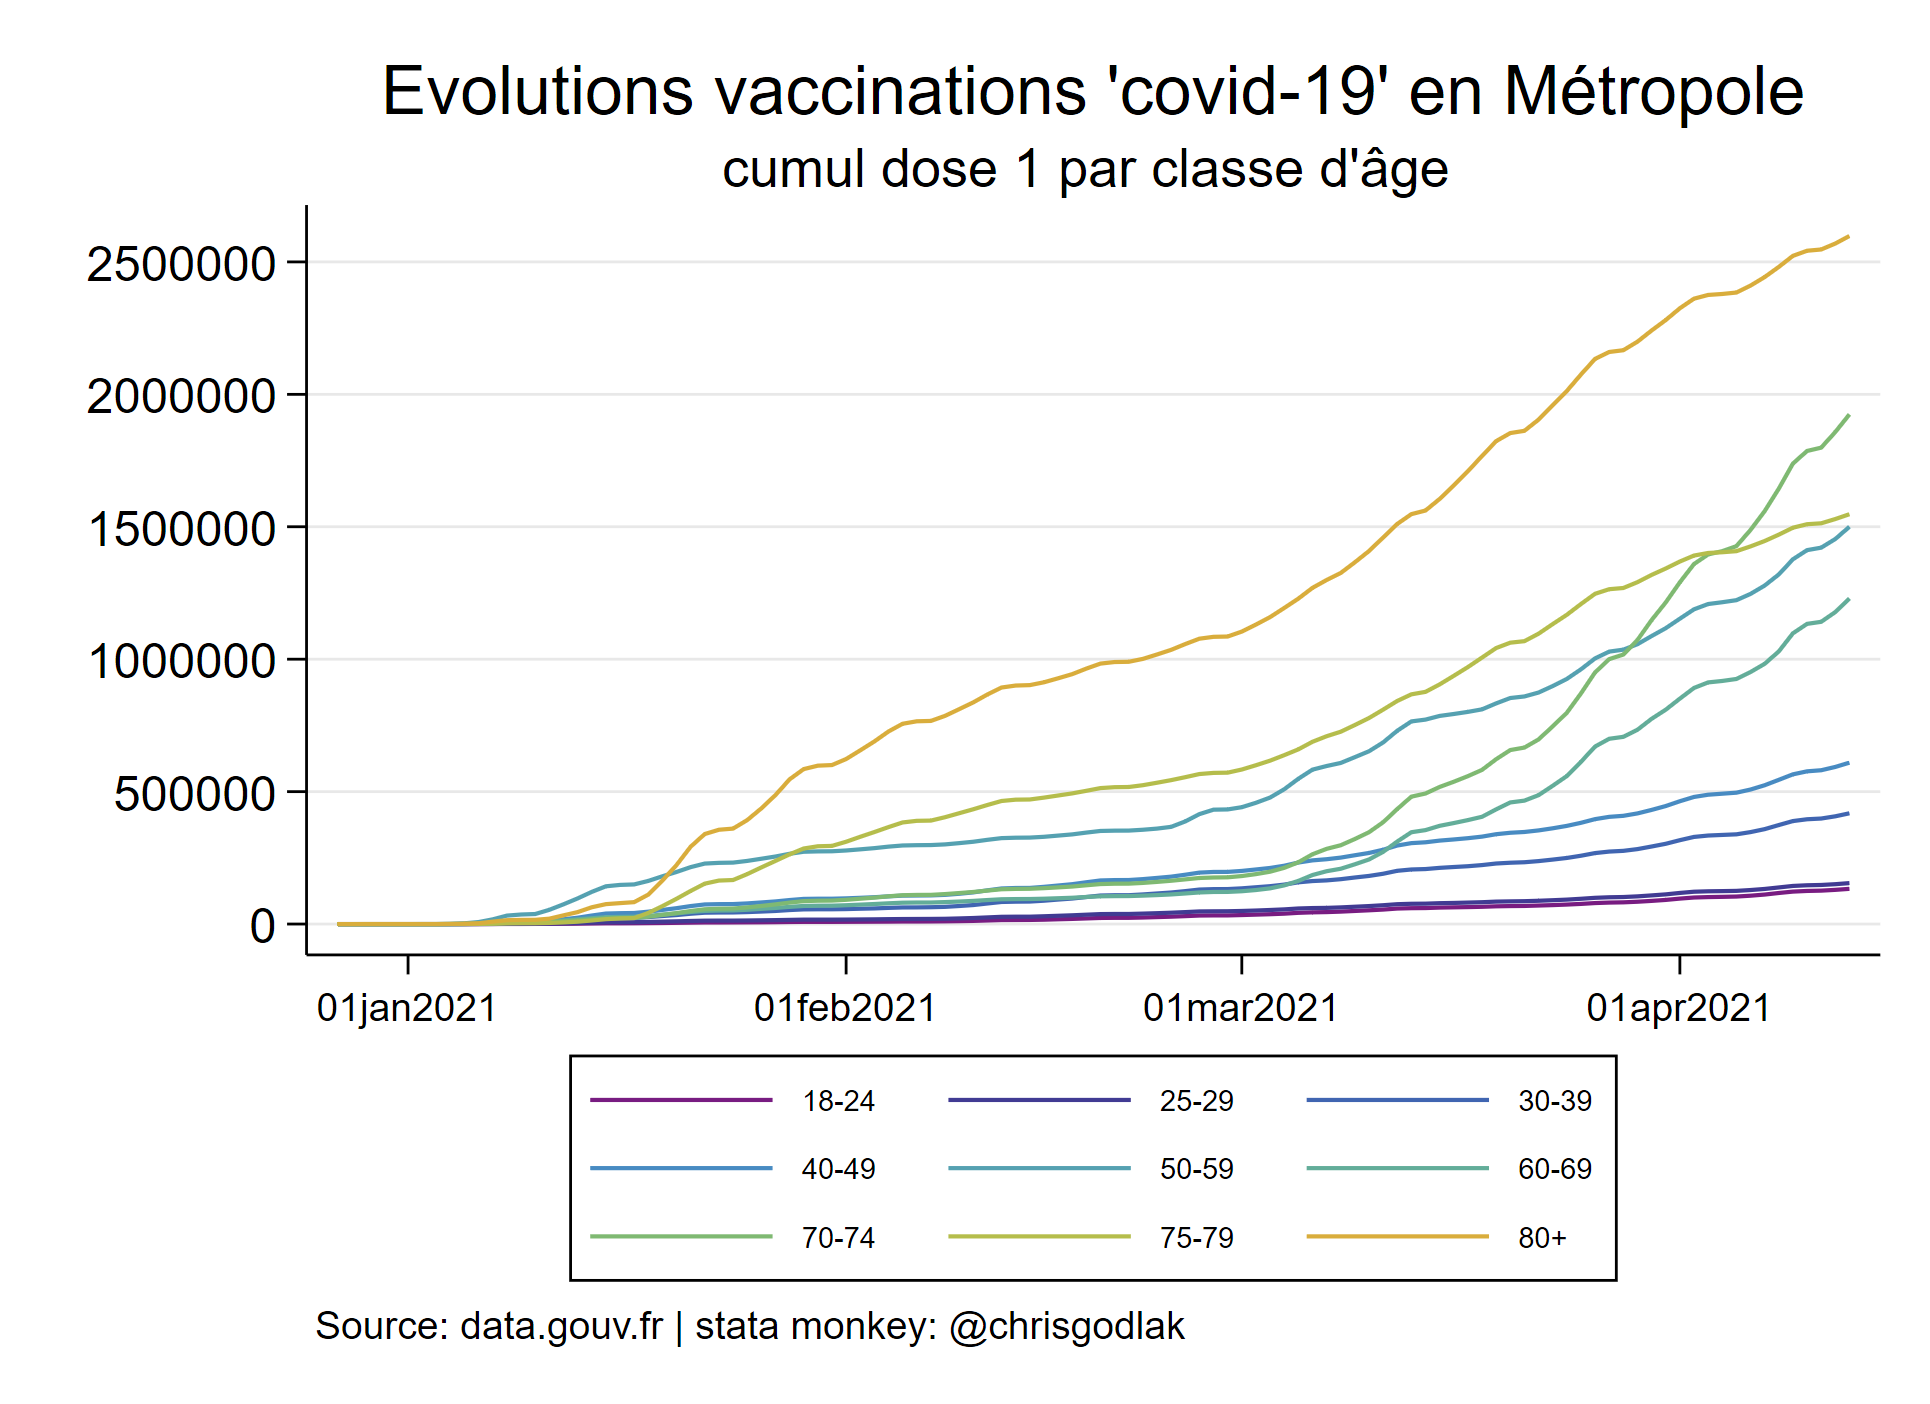 Evolutions vaccinations 'covid-19' en Métropole
cumul dose 1 par classe d'âge
2500000
2000000
1500000
1000000
500000
0
01jan2021 01feb2021 01mar2021 01apr2021
18-24 25-29 30-39
40-49 50-59 60-69
70-74 75-79 80+
Source: data.gouv.fr | stata monkey: @chrisgodlak